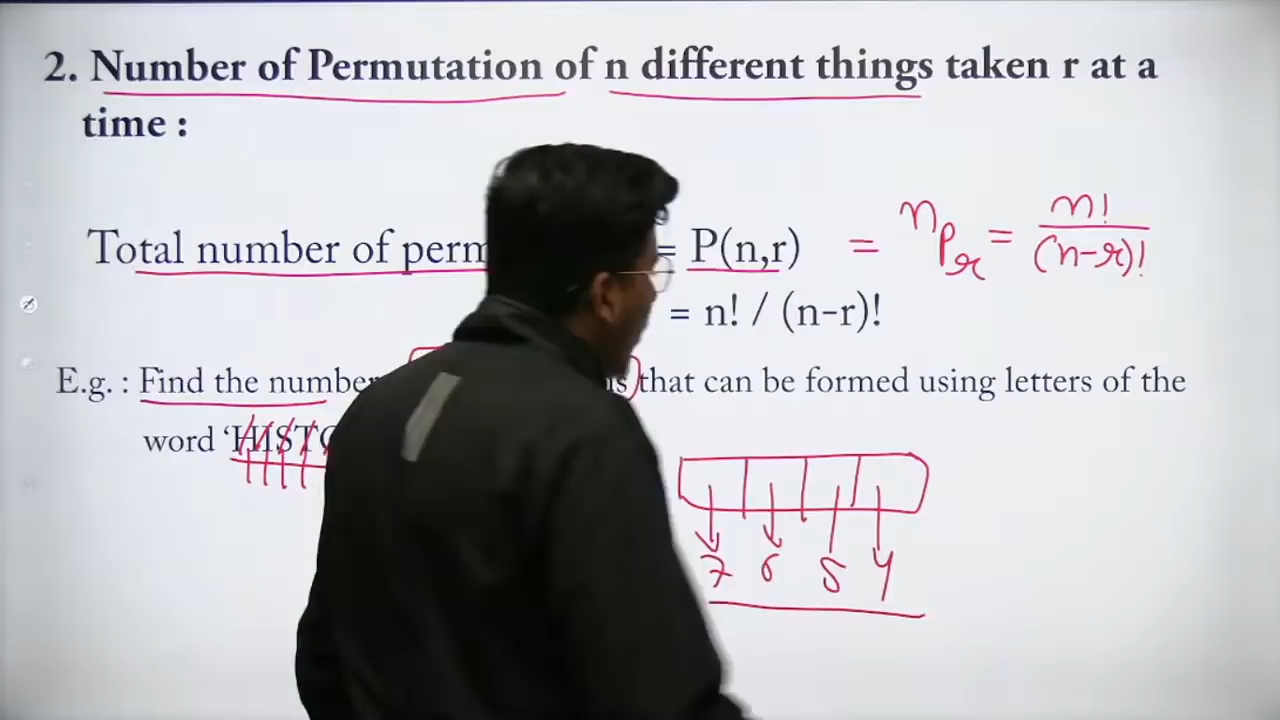 2. Number of Permutation of n different things taken r at a
time :
Total number of perm = P(n,r) = nPr = n! / (n-r)!
= n! / (n-r)!
E.g. : Find the number that can be formed using letters of the
word ‘HIST
7 6 5 4